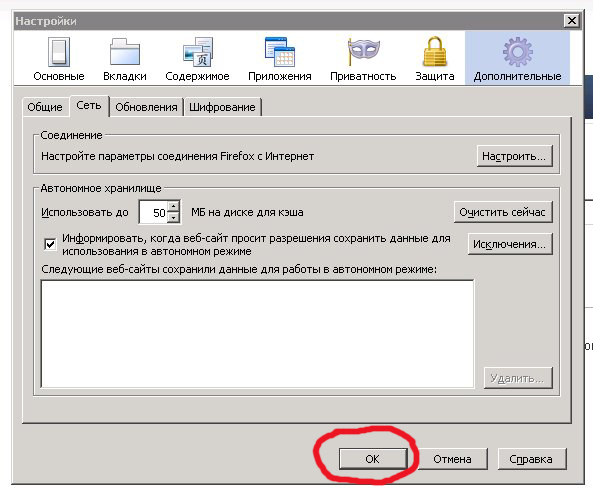 Настройки
Основные Вкладки Содержимое Приложения Приватность Защита Дополнительные
Общие Сеть Обновления Шифрование
Соединение
Настройте параметры соединения Firefox с Интернет Настроить...
Автономное хранилище
Использовать до 50 МБ на диске для кэша Очистить сейчас
Информировать, когда веб-сайт просит разрешения сохранить данные для
использования в автономном режиме Исключения...
Следующие веб-сайты сохранили данные для работы в автономном режиме:
Удалить...
OK Отмена Справка